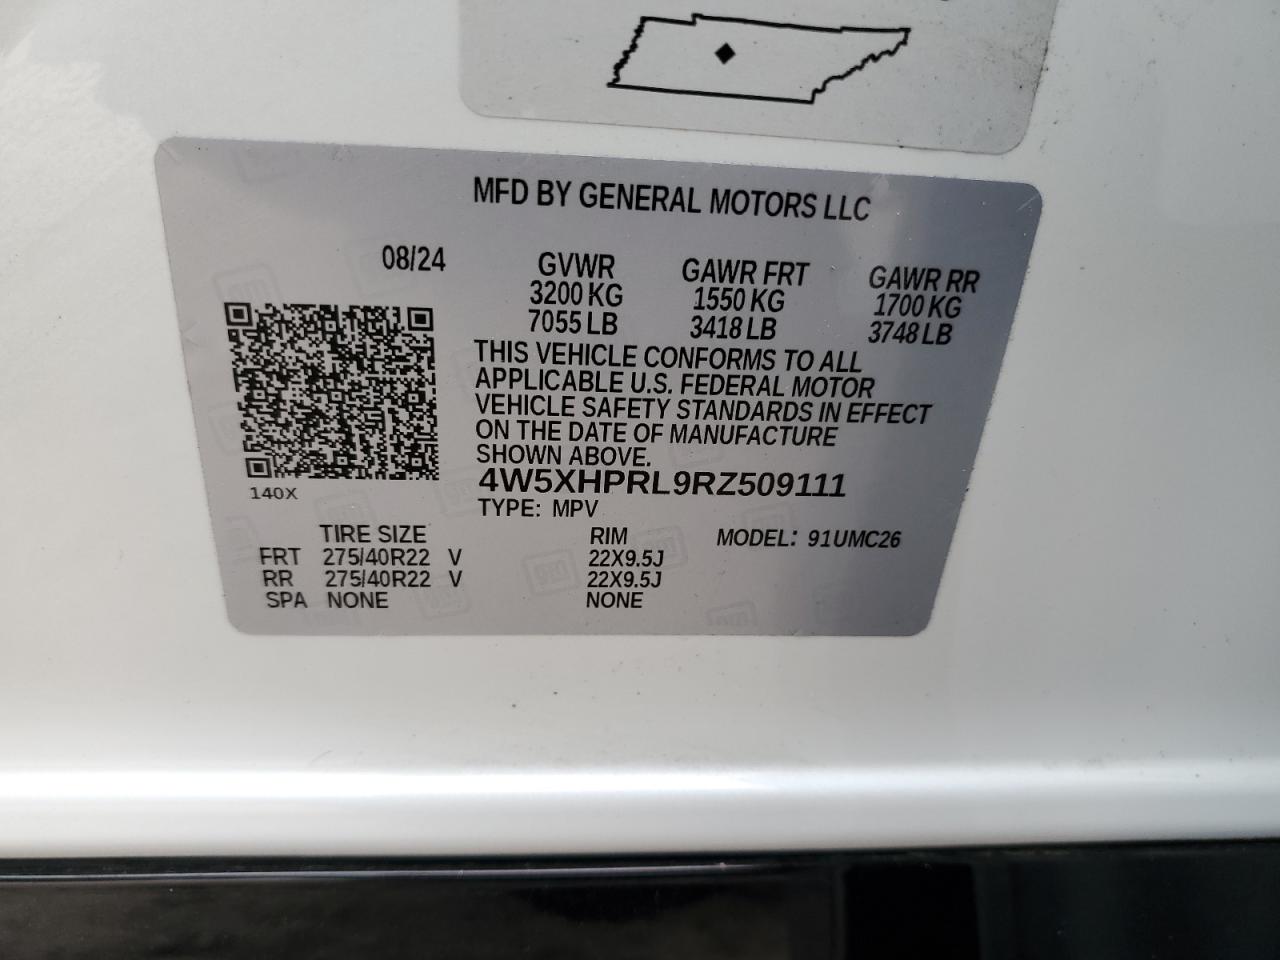 MFD BY GENERAL MOTORS LLC
08/24
GVWR GAWR FRT GAWR RR
3200 KG 1550 KG 1700 KG
7055 LB 3418 LB 3748 LB
THIS VEHICLE CONFORMS TO ALL
APPLICABLE U.S. FEDERAL MOTOR
VEHICLE SAFETY STANDARDS IN EFFECT
ON THE DATE OF MANUFACTURE
SHOWN ABOVE.
4W5XHPRL9RZ509111
140X
TYPE: MPV
TIRE SIZE RIM MODEL: 91UMC26
FRT 275/40R22 V 22X9.5J
RR 275/40R22 V 22X9.5J
SPA NONE NONE